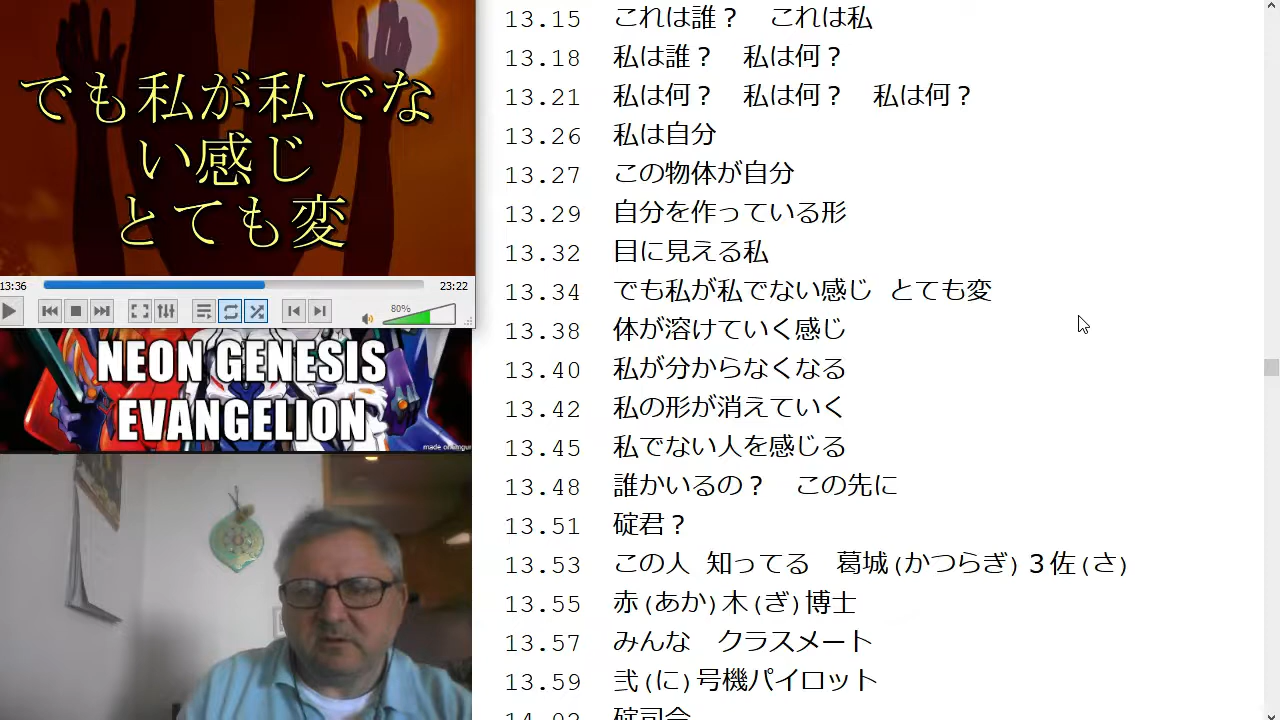 でも私が私でな
い感じ
とても変
13:36
23:22
80%
NEON GENESIS
EVANGELION
13.15 これは誰？ これは私
13.18 私は誰？ 私は何？
13.21 私は何？ 私は何？ 私は何？
13.26 私は自分
13.27 この物体が自分
13.29 自分を作っている形
13.32 目に見える私
13.34 でも私が私でない感じ とても変
13.38 体が溶けていく感じ
13.40 私が分からなくなる
13.42 私の形が消えていく
13.45 私でない人を感じる
13.48 誰かいるの？ この先に
13.51 碇君？
13.53 この人 知ってる 葛城(かつらぎ)３佐(さ)
13.55 赤(あか)木(ぎ)博士
13.57 みんな クラスメート
13.59 弐(に)号機パイロット
14.02 碇司令